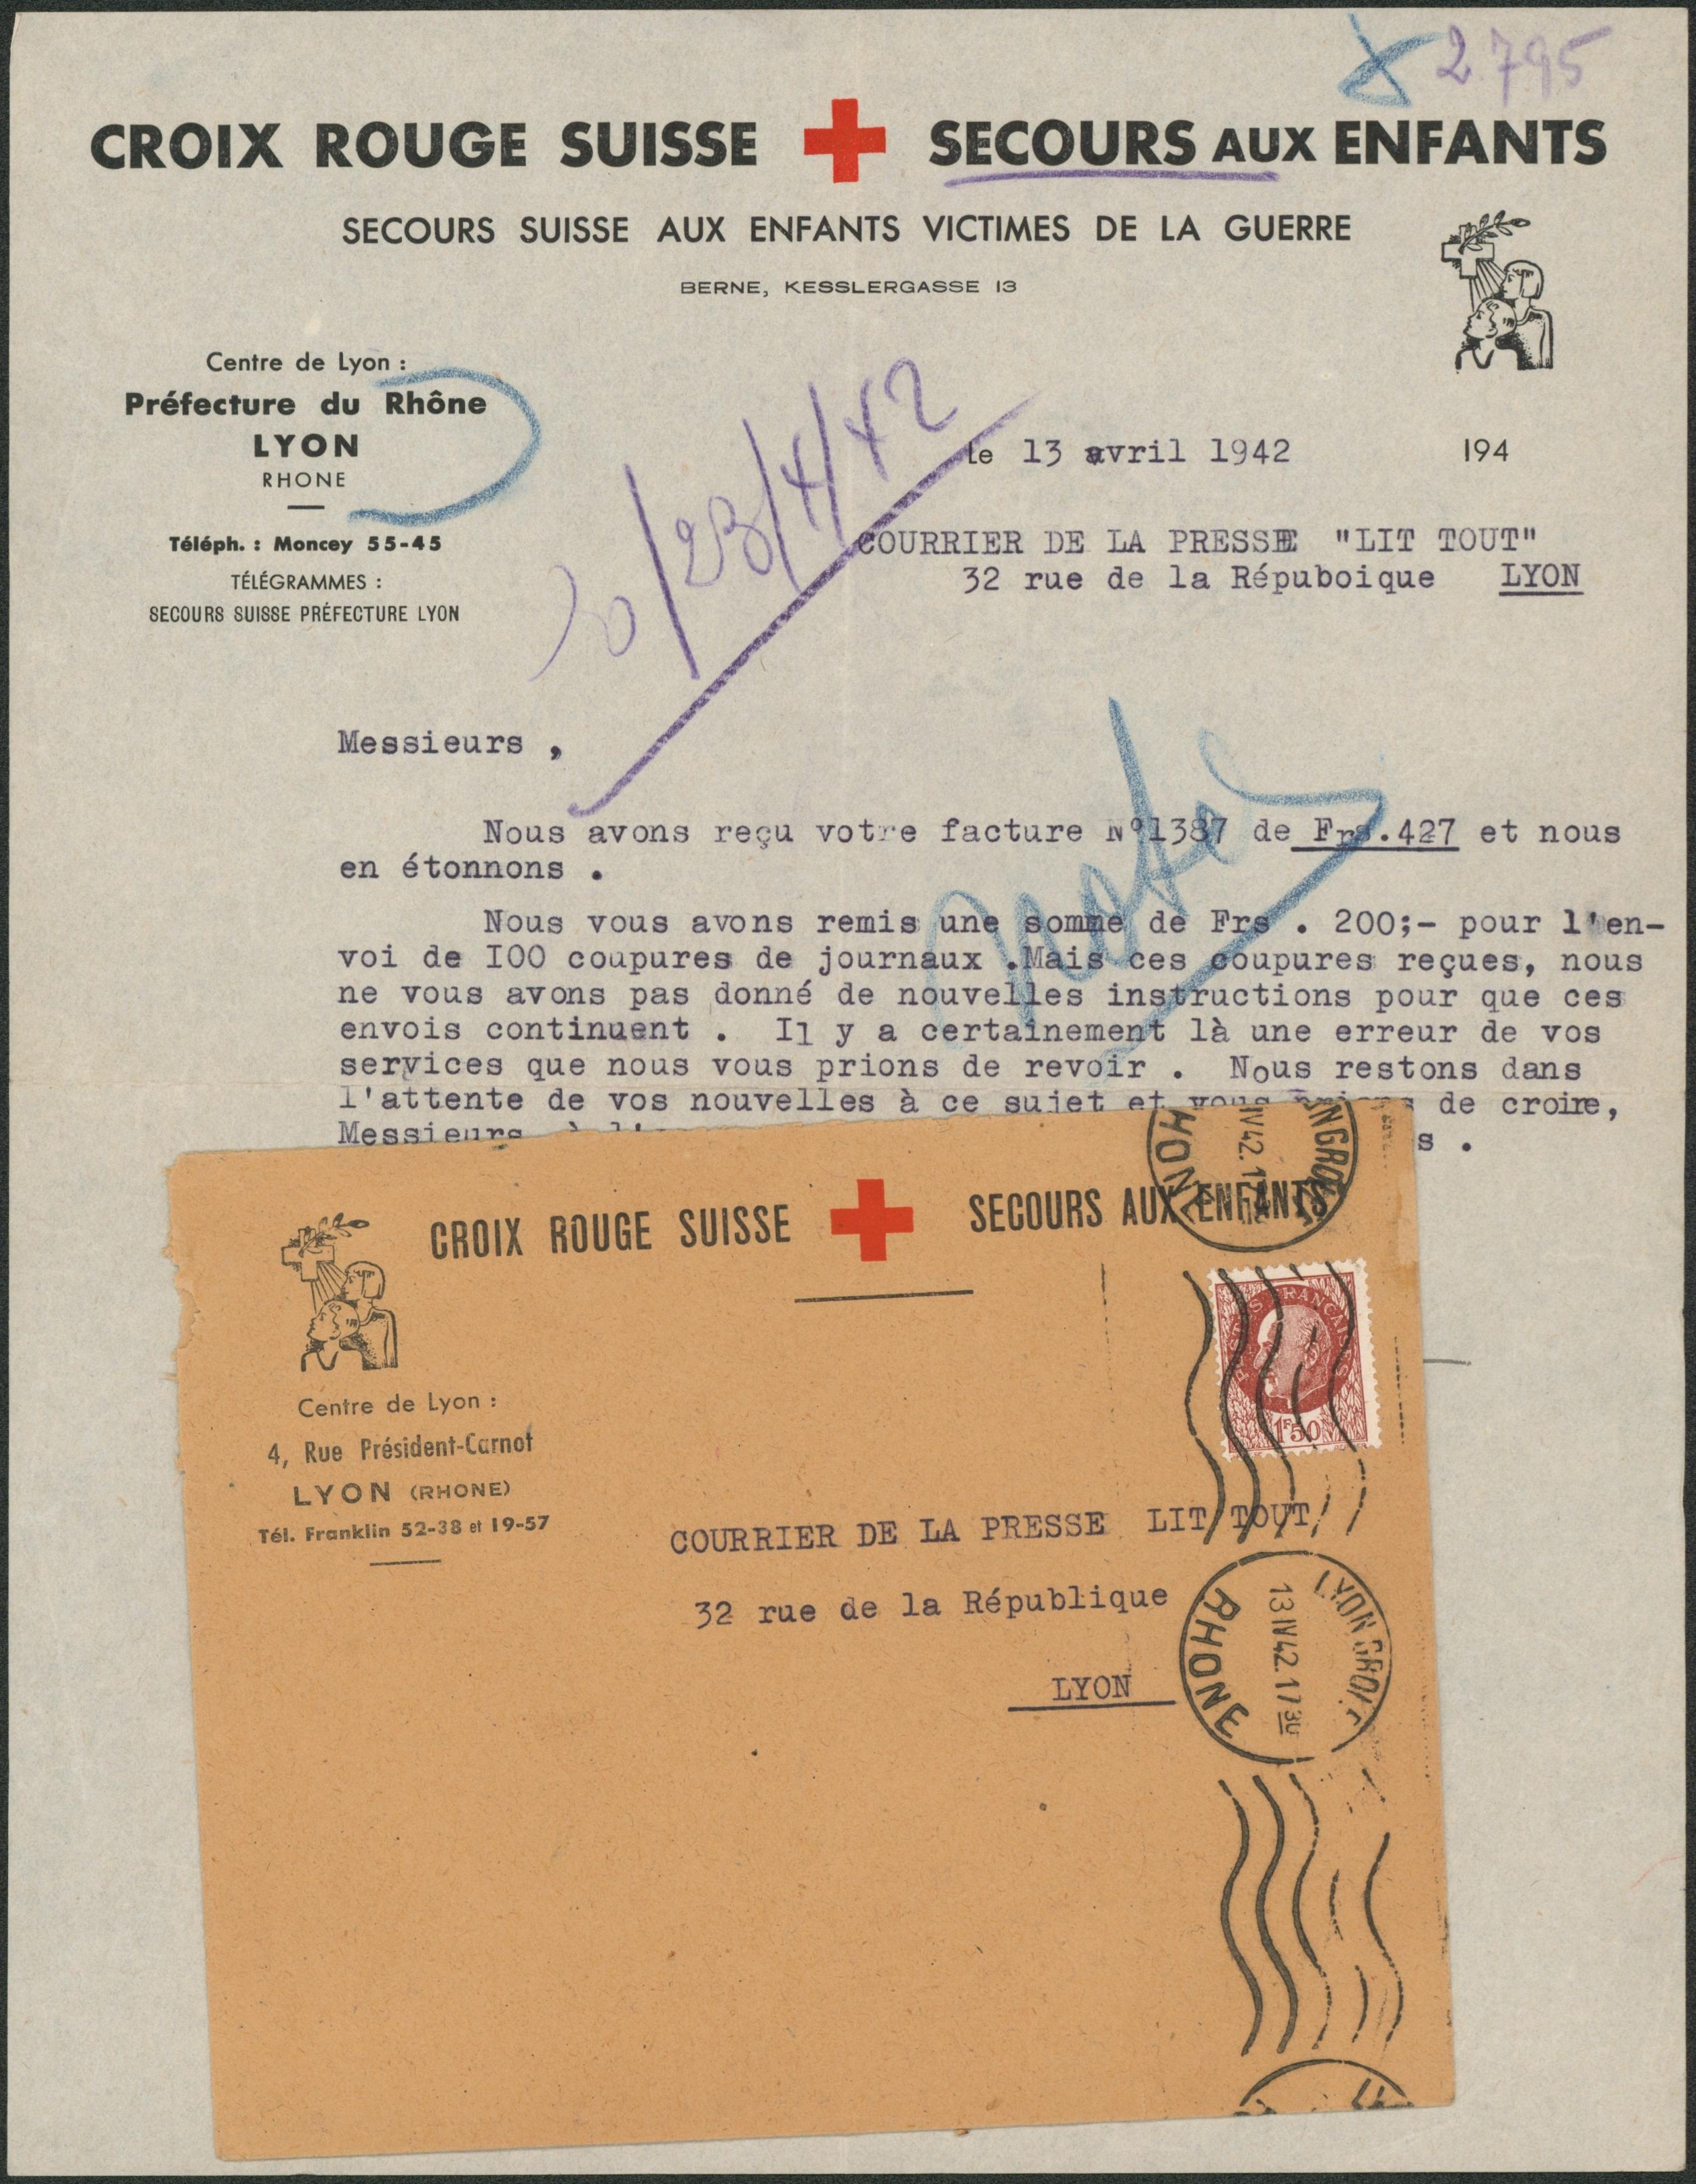 2.795
CROIX ROUGE SUISSE SECOURS AUX ENFANTS
SECOURS SUISSE AUX ENFANTS VICTIMES DE LA GUERRE
BERNE, KESSLERGASSE 13
Centre de Lyon :
Préfecture du Rhône
LYON
RHONE
Téléph. : Moncey 55-45
TÉLÉGRAMMES :
SECOURS SUISSE PRÉFECTURE LYON
23/4/42
Le 13 avril 1942 194
COURRIER DE LA PRESSE "LIT TOUT"
32 rue de la Répuboique LYON
Messieurs ,
Nous avons reçu votre facture N°1387 de Frs.427 et nous
en étonnons .
Nous vous avons remis une somme de Frs . 200;- pour l'en-
voi de I00 coupures de journaux .Mais ces coupures reçues, nous
ne vous avons pas donné de nouvelles instructions pour que ces
envois continuent . Il y a certainement là une erreur de vos
services que nous vous prions de revoir . Nous restons dans
l'attente de vos nouvelles à ce sujet et vous prions de croire,
Messieurs à
CROIX ROUGE SUISSE SECOURS AUX ENFANTS
Centre de Lyon :
4, Rue Président-Carnot
LYON (RHONE)
Tél. Franklin 52-38 et 19-57
POSTES FRANCAISES
1F50
COURRIER DE LA PRESSE LIT TOUT
32 rue de la République
LYON
LYON GROLEE
13 IV 42. 17 30
RHONE